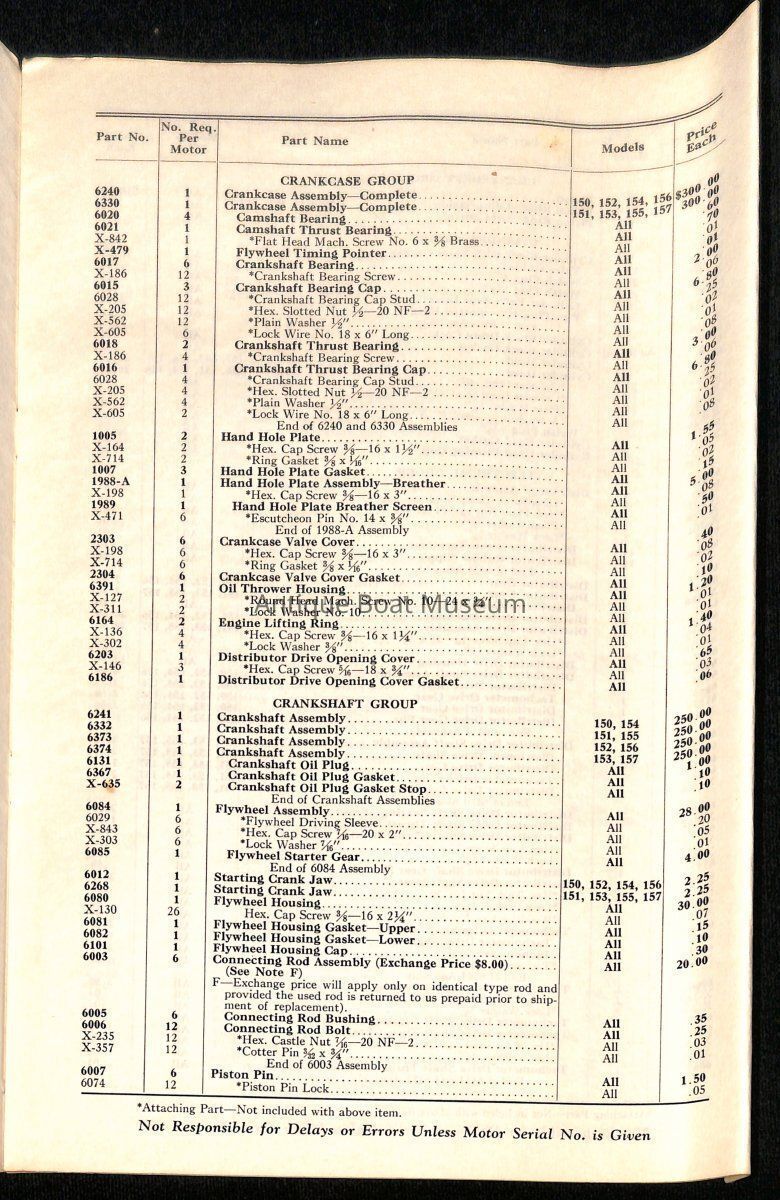 Part No. No. Req. Per Motor Part Name Models Price Each
CRANKCASE GROUP
6240 1 Crankcase Assembly—Complete 150, 152, 154, 156 $300.00
6330 1 Crankcase Assembly—Complete 151, 153, 155, 157 300.00
6020 4 Camshaft Bearing All .60
6021 1 Camshaft Thrust Bearing All .70
X-842 1 *Flat Head Mach. Screw No. 6 x ⅜ Brass All .01
X-479 1 Flywheel Timing Pointer All .01
6017 6 Crankshaft Bearing All 2.00
X-186 12 *Crankshaft Bearing Screw All .06
6015 3 Crankshaft Bearing Cap All 6.80
6028 12 *Crankshaft Bearing Cap Stud All .25
X-205 12 *Hex. Slotted Nut ½—20 NF—2 All .02
X-562 12 *Plain Washer ½" All .01
X-605 6 *Lock Wire No. 18 x 6" Long All .08
6018 2 Crankshaft Thrust Bearing All 3.00
X-186 4 *Crankshaft Bearing Screw All .06
6016 1 Crankshaft Thrust Bearing Cap All 6.80
6028 4 *Crankshaft Bearing Cap Stud All .25
X-205 4 *Hex. Slotted Nut ½—20 NF—2 All .02
X-562 4 *Plain Washer ½" All .01
X-605 2 *Lock Wire No. 18 x 6" Long All .08
End of 6240 and 6330 Assemblies
1005 2 Hand Hole Plate All 1.55
X-164 2 *Hex. Cap Screw ⅜—16 x 1½" All .05
X-714 2 *Ring Gasket ⅜ x 1/16" All .02
1007 3 Hand Hole Plate Gasket All .15
1988-A 1 Hand Hole Plate Assembly—Breather All 5.00
X-198 1 *Hex. Cap Screw ⅜—16 x 3" All .08
1989 1 Hand Hole Plate Breather Screen All .50
X-471 6 *Escutcheon Pin No. 14 x ⅜" All .01
End of 1988-A Assembly
2303 6 Crankcase Valve Cover All .40
X-198 6 *Hex. Cap Screw ⅜—16 x 3" All .08
X-714 6 *Ring Gasket ⅜ x 1/16" All .02
2304 6 Crankcase Valve Cover Gasket All .10
6391 1 Oil Thrower Housing All 1.20
X-127 2 *Round Head Mach. Screw No. 10 All .01
X-311 2 *Lock Washer No. 10 All .01
Antique Boat Museum
6164 2 Engine Lifting Ring All 1.40
X-136 4 *Hex. Cap Screw ⅜—16 x 1¼" All .04
X-302 4 *Lock Washer ⅜" All .01
6203 1 Distributor Drive Opening Cover All .65
X-146 3 *Hex. Cap Screw 5/16—18 x ¾" All .03
6186 1 Distributor Drive Opening Cover Gasket All .06
CRANKSHAFT GROUP
6241 1 Crankshaft Assembly 150, 154 250.00
6332 1 Crankshaft Assembly 151, 155 250.00
6373 1 Crankshaft Assembly 152, 156 250.00
6374 1 Crankshaft Assembly 153, 157 250.00
6131 1 Crankshaft Oil Plug All 1.00
6367 1 Crankshaft Oil Plug Gasket All .10
X-635 2 Crankshaft Oil Plug Gasket Stop All .10
End of Crankshaft Assemblies
6084 1 Flywheel Assembly All 28.00
6029 6 *Flywheel Driving Sleeve All .20
X-843 6 *Hex. Cap Screw 7/16—20 x 2" All .05
X-303 6 *Lock Washer 7/16" All .01
6085 1 Flywheel Starter Gear All 4.00
End of 6084 Assembly
6012 1 Starting Crank Jaw 150, 152, 154, 156 2.25
6268 1 Starting Crank Jaw 151, 153, 155, 157 2.25
6080 1 Flywheel Housing All 30.00
X-130 26 Hex. Cap Screw ⅜—16 x 2¼" All .07
6081 1 Flywheel Housing Gasket—Upper All .15
6082 1 Flywheel Housing Gasket—Lower All .10
6101 1 Flywheel Housing Cap All .30
6003 6 Connecting Rod Assembly (Exchange Price $8.00) All 20.00
(See Note F)
F—Exchange price will apply only on identical type rod and
provided the used rod is returned to us prepaid prior to ship-
ment of replacement).
6005 6 Connecting Rod Bushing All .35
6006 12 Connecting Rod Bolt All .25
X-235 12 *Hex. Castle Nut 7/16—20 NF—2 All .03
X-357 12 *Cotter Pin 3/32 x ¾" All .01
End of 6003 Assembly
6007 6 Piston Pin All 1.50
6074 12 *Piston Pin Lock All .05
*Attaching Part—Not included with above item.
Not Responsible for Delays or Errors Unless Motor Serial No. is Given